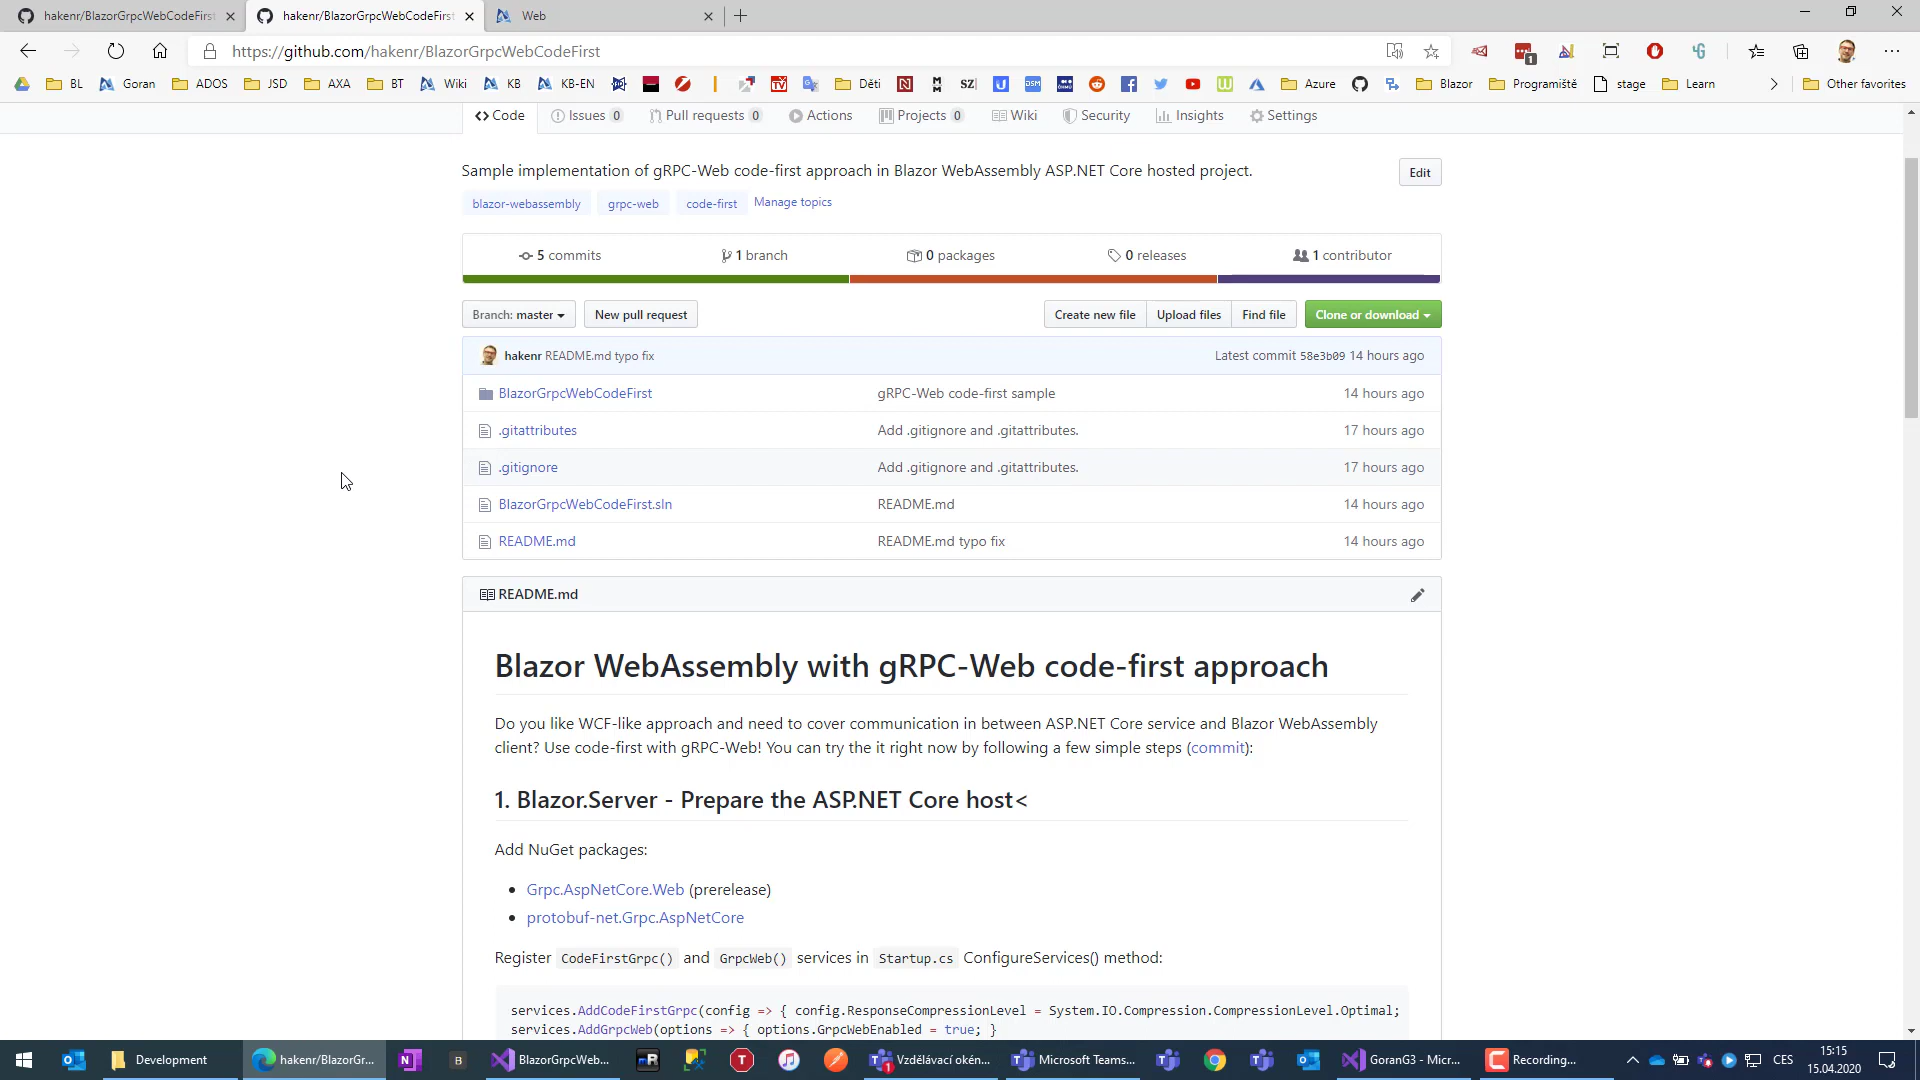 hakenr/BlazorGrpcWebCodeFirst
hakenr/BlazorGrpcWebCodeFirst
Web
https://github.com/hakenr/BlazorGrpcWebCodeFirst
1
BL
Goran
ADOS
JSD
AXA
BT
Wiki
KB
KB-EN
Děti
Azure
Blazor
Programiště
stage
Learn
Other favorites
Code
Issues 0
Pull requests 0
Actions
Projects 0
Wiki
Security
Insights
Settings
Sample implementation of gRPC-Web code-first approach in Blazor WebAssembly ASP.NET Core hosted project.
Edit
blazor-webassembly grpc-web code-first Manage topics
5 commits
1 branch
0 packages
0 releases
1 contributor
Branch: master
New pull request
Create new file
Upload files
Find file
Clone or download
hakenr README.md typo fix
Latest commit 58e3b09 14 hours ago
BlazorGrpcWebCodeFirst gRPC-Web code-first sample 14 hours ago
.gitattributes Add .gitignore and .gitattributes. 17 hours ago
.gitignore Add .gitignore and .gitattributes. 17 hours ago
BlazorGrpcWebCodeFirst.sln README.md 14 hours ago
README.md README.md typo fix 14 hours ago
README.md
Blazor WebAssembly with gRPC-Web code-first approach
Do you like WCF-like approach and need to cover communication in between ASP.NET Core service and Blazor WebAssembly
client? Use code-first with gRPC-Web! You can try the it right now by following a few simple steps (commit):
1. Blazor.Server - Prepare the ASP.NET Core host<
Add NuGet packages:
Grpc.AspNetCore.Web (prerelease)
protobuf-net.Grpc.AspNetCore
Register CodeFirstGrpc() and GrpcWeb() services in Startup.cs ConfigureServices() method:
services.AddCodeFirstGrpc(config => { config.ResponseCompressionLevel = System.IO.Compression.CompressionLevel.Optimal;
services.AddGrpcWeb(options => { options.GrpcWebEnabled = true; }
Development
hakenr/BlazorGr...
BlazorGrpcWeb...
Vzdělávací okén...
Microsoft Teams...
GoranG3 - Micr...
Recording...
CES
15:15
15.04.2020